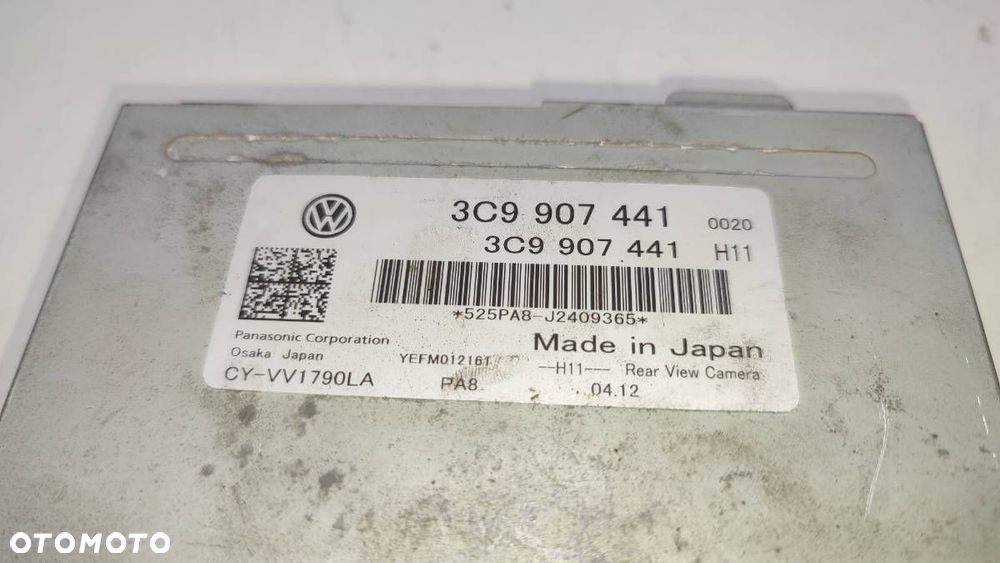 3C9 907 441 0020
3C9 907 441 H11
*525PA8-J2409365*
Panasonic Corporation
Osaka Japan YEFM012161
Made in Japan
--H11--- Rear View Camera
CY-VV1790LA PA8 04.12
OTOMOTO